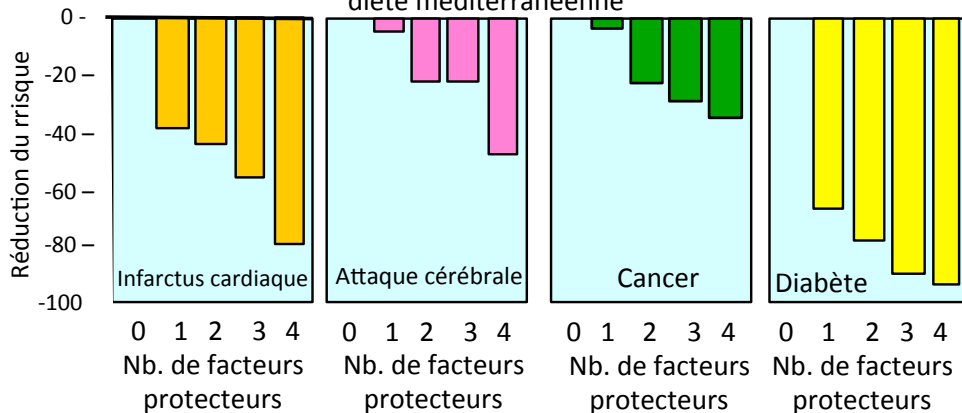 diète méditerranéenne
Réduction du rrisque
0 -
-20 –
-40 –
-60 –
-80 –
-100
Infarctus cardiaque
0 1 2 3 4
Nb. de facteurs
protecteurs
Attaque cérébrale
0 1 2 3 4
Nb. de facteurs
protecteurs
Cancer
0 1 2 3 4
Nb. de facteurs
protecteurs
Diabète
0 1 2 3 4
Nb. de facteurs
protecteurs